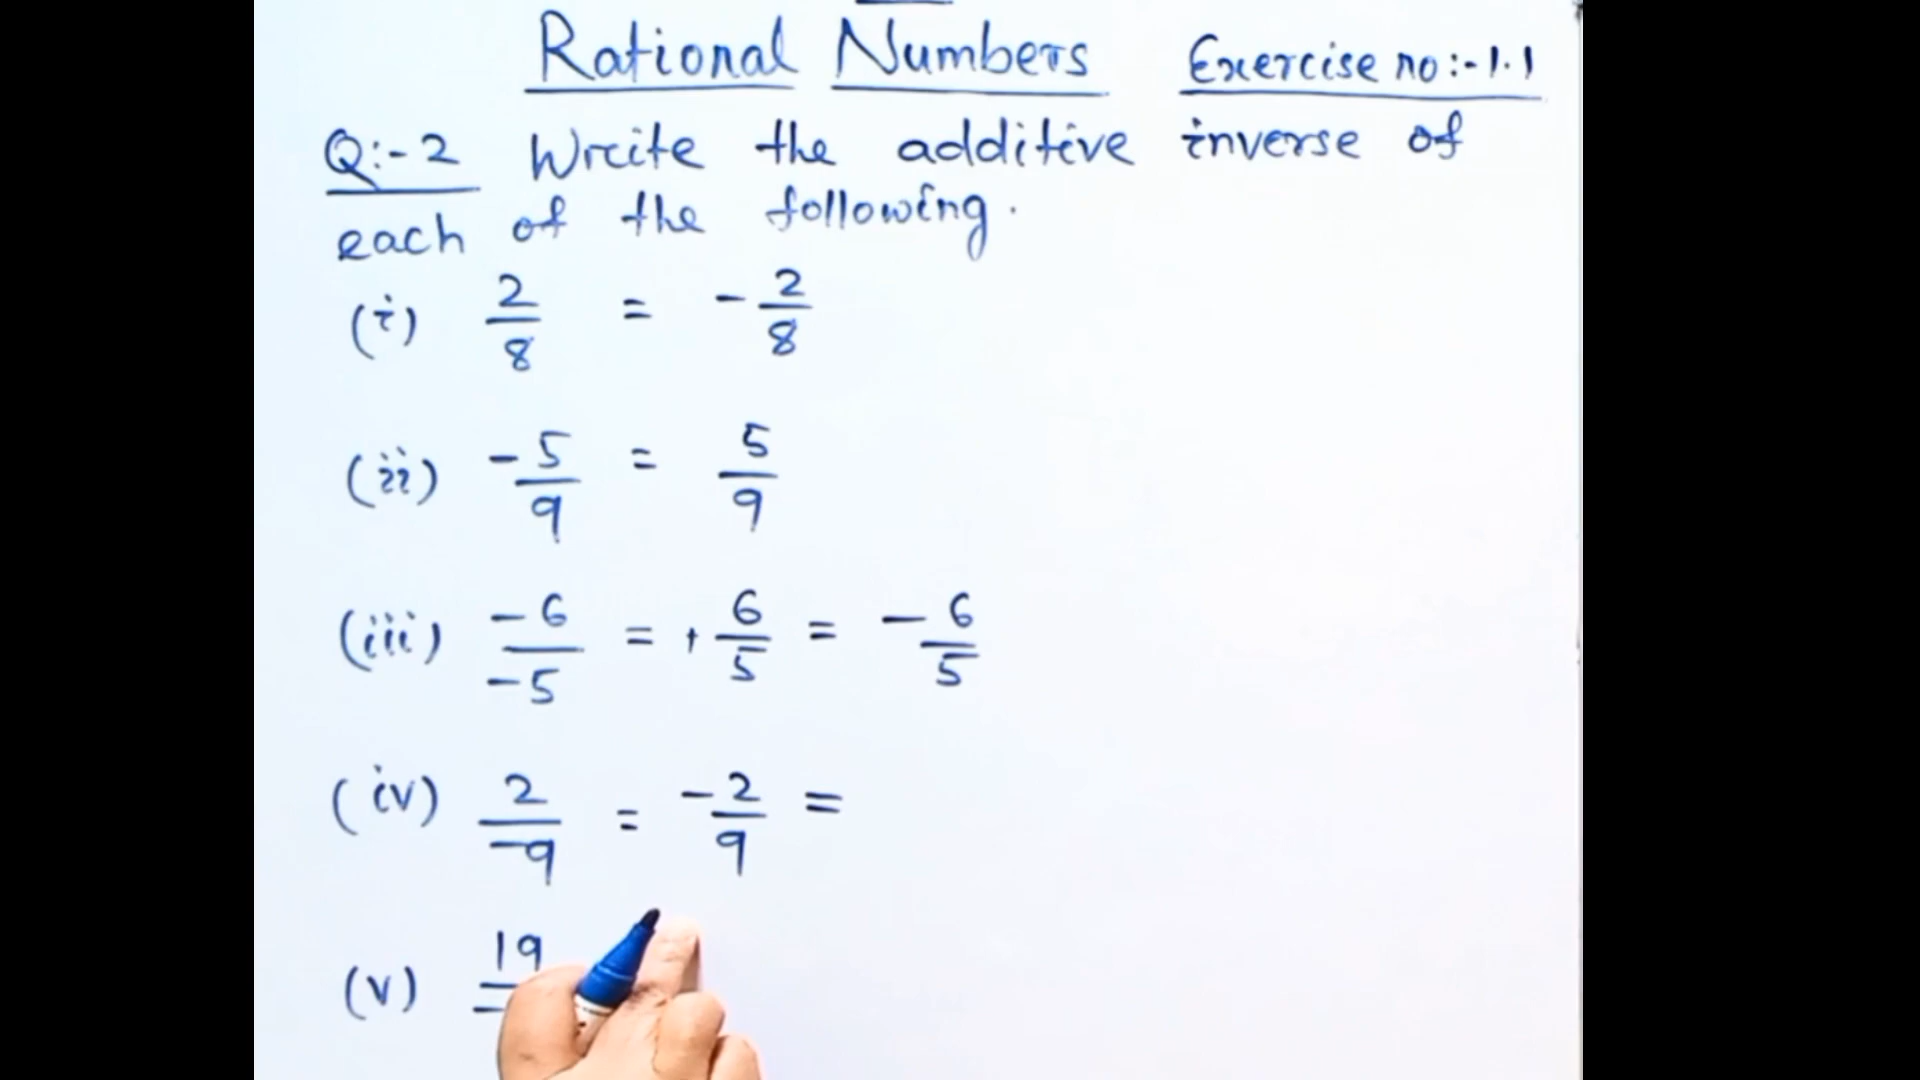 Rational Numbers Exercise no:-1.1
Q:-2 Write the additive inverse of
each of the following.
(i) 2/8 = -2/8
(ii) -5/9 = 5/9
(iii) -6/-5 = +6/5 = -6/5
(iv) 2/-9 = -2/9 =
(v) 19